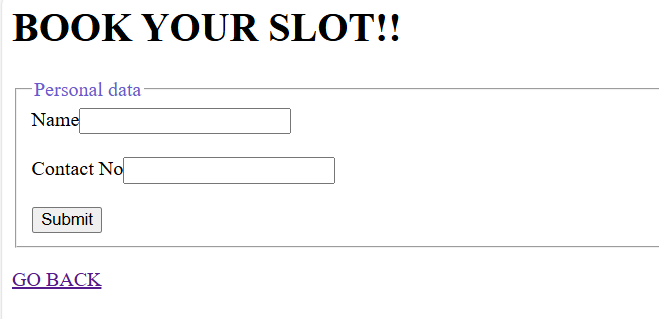 BOOK YOUR SLOT!!
Personal data
Name
Contact No
Submit
GO BACK